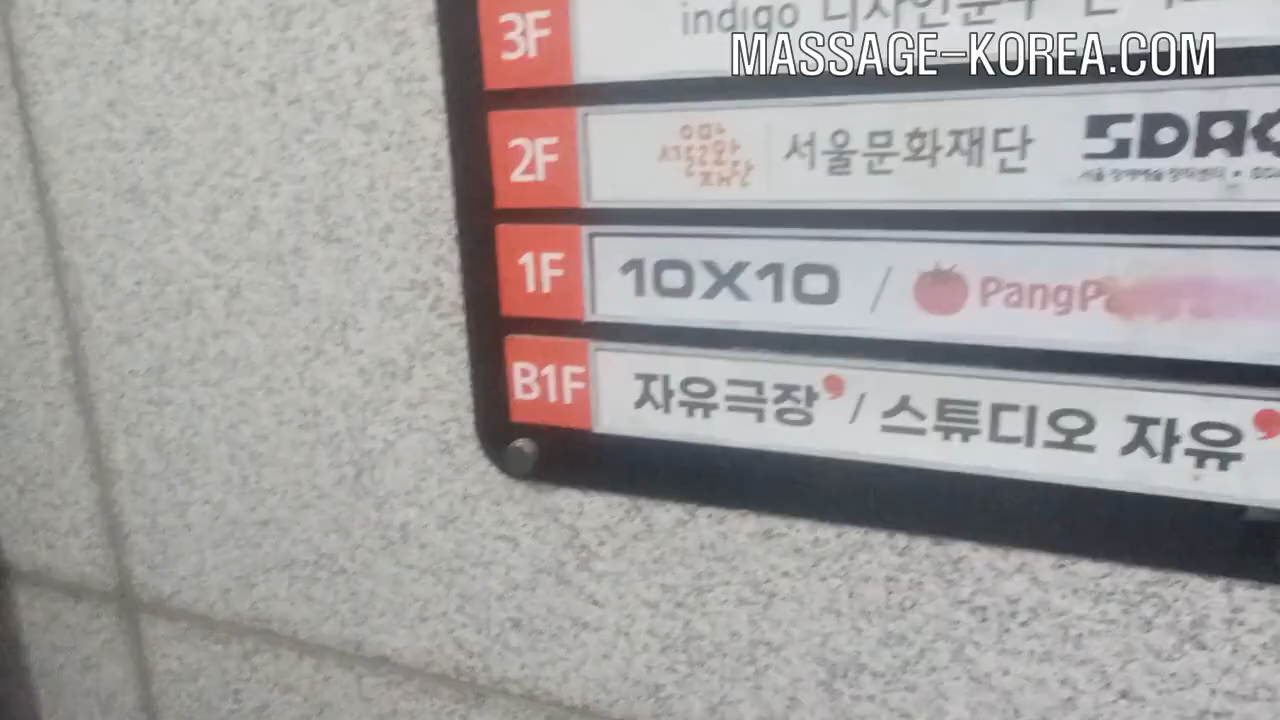 MASSAGE-KOREA.COM
3F indigo
2F 서울문화재단
1F 10X10 / PangP
B1F 자유극장 / 스튜디오 자유